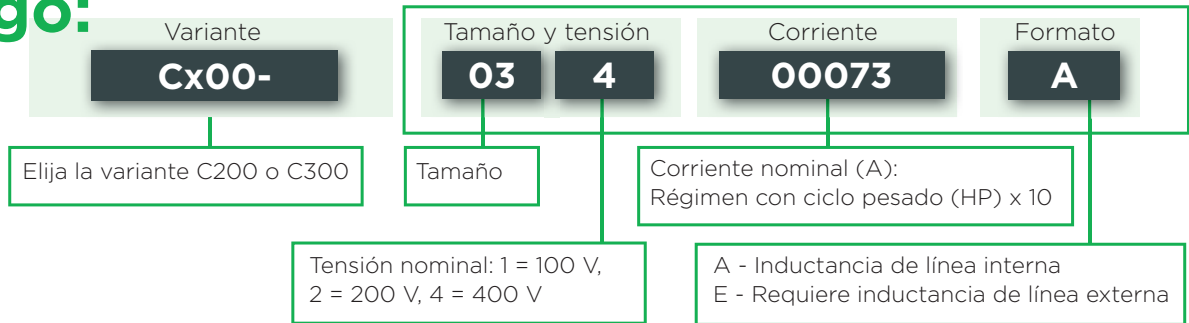 go:
Variante
Tamaño y tensión
Corriente
Formato
Cx00-
03
4
00073
A
Elija la variante C200 o C300
Tamaño
Corriente nominal (A):
Régimen con ciclo pesado (HP) x 10
Tensión nominal: 1 = 100 V,
2 = 200 V, 4 = 400 V
A - Inductancia de línea interna
E - Requiere inductancia de línea externa